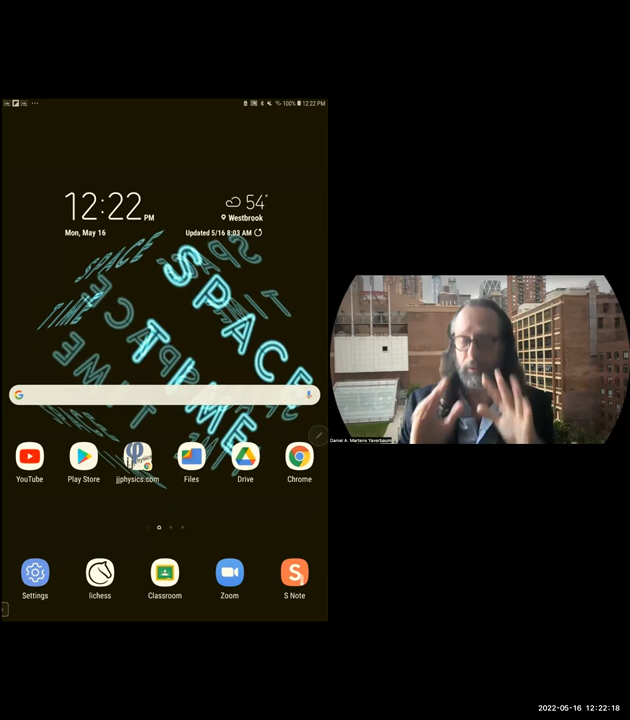 100% 12:22 PM
12:22 PM
54°
Westbrook
Mon, May 16
Updated 5/16 8:03 AM
SPACE
TIME
SPACE
TIME
YouTube
Play Store
jjphysics.com
Files
Drive
Chrome
Settings
lichess
Classroom
Zoom
S Note
Daniel A. Martens Yaverbaum
2022-05-16 12:22:18